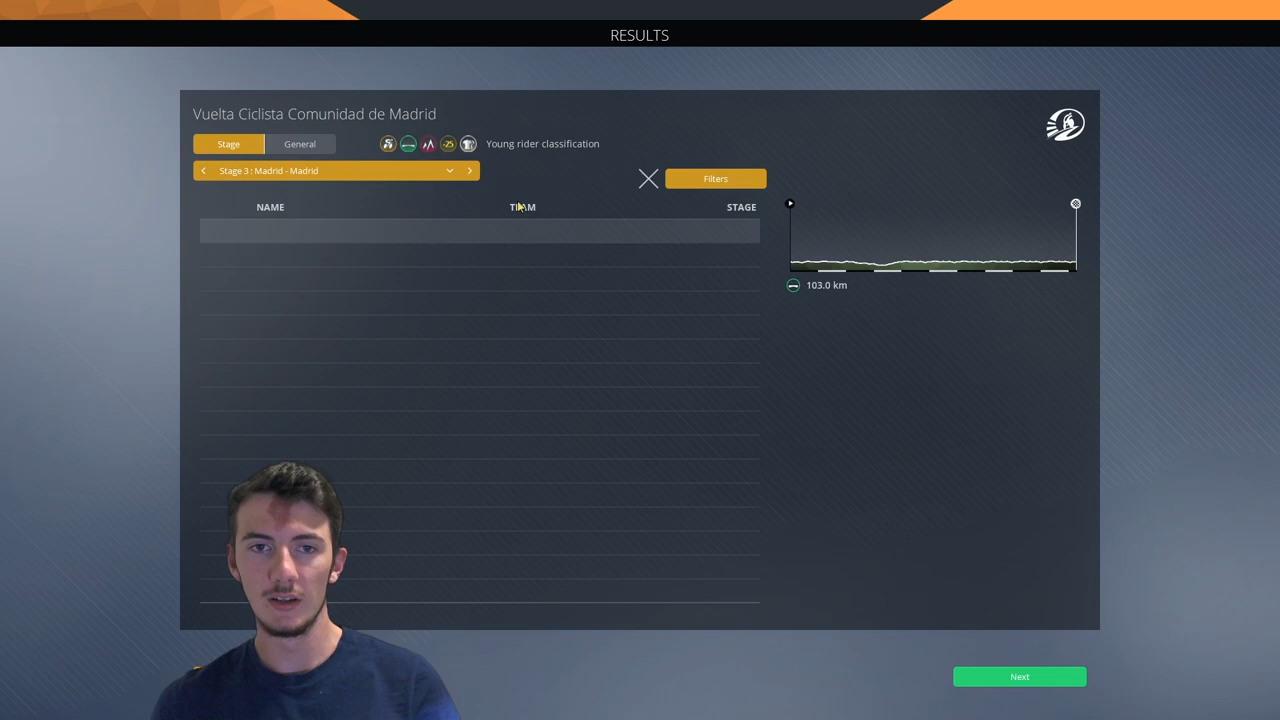 RESULTS
Vuelta Ciclista Comunidad de Madrid
Stage
General
-25
Young rider classification
Stage 3 : Madrid - Madrid
Filters
NAME
TEAM
STAGE
103.0 km
Next